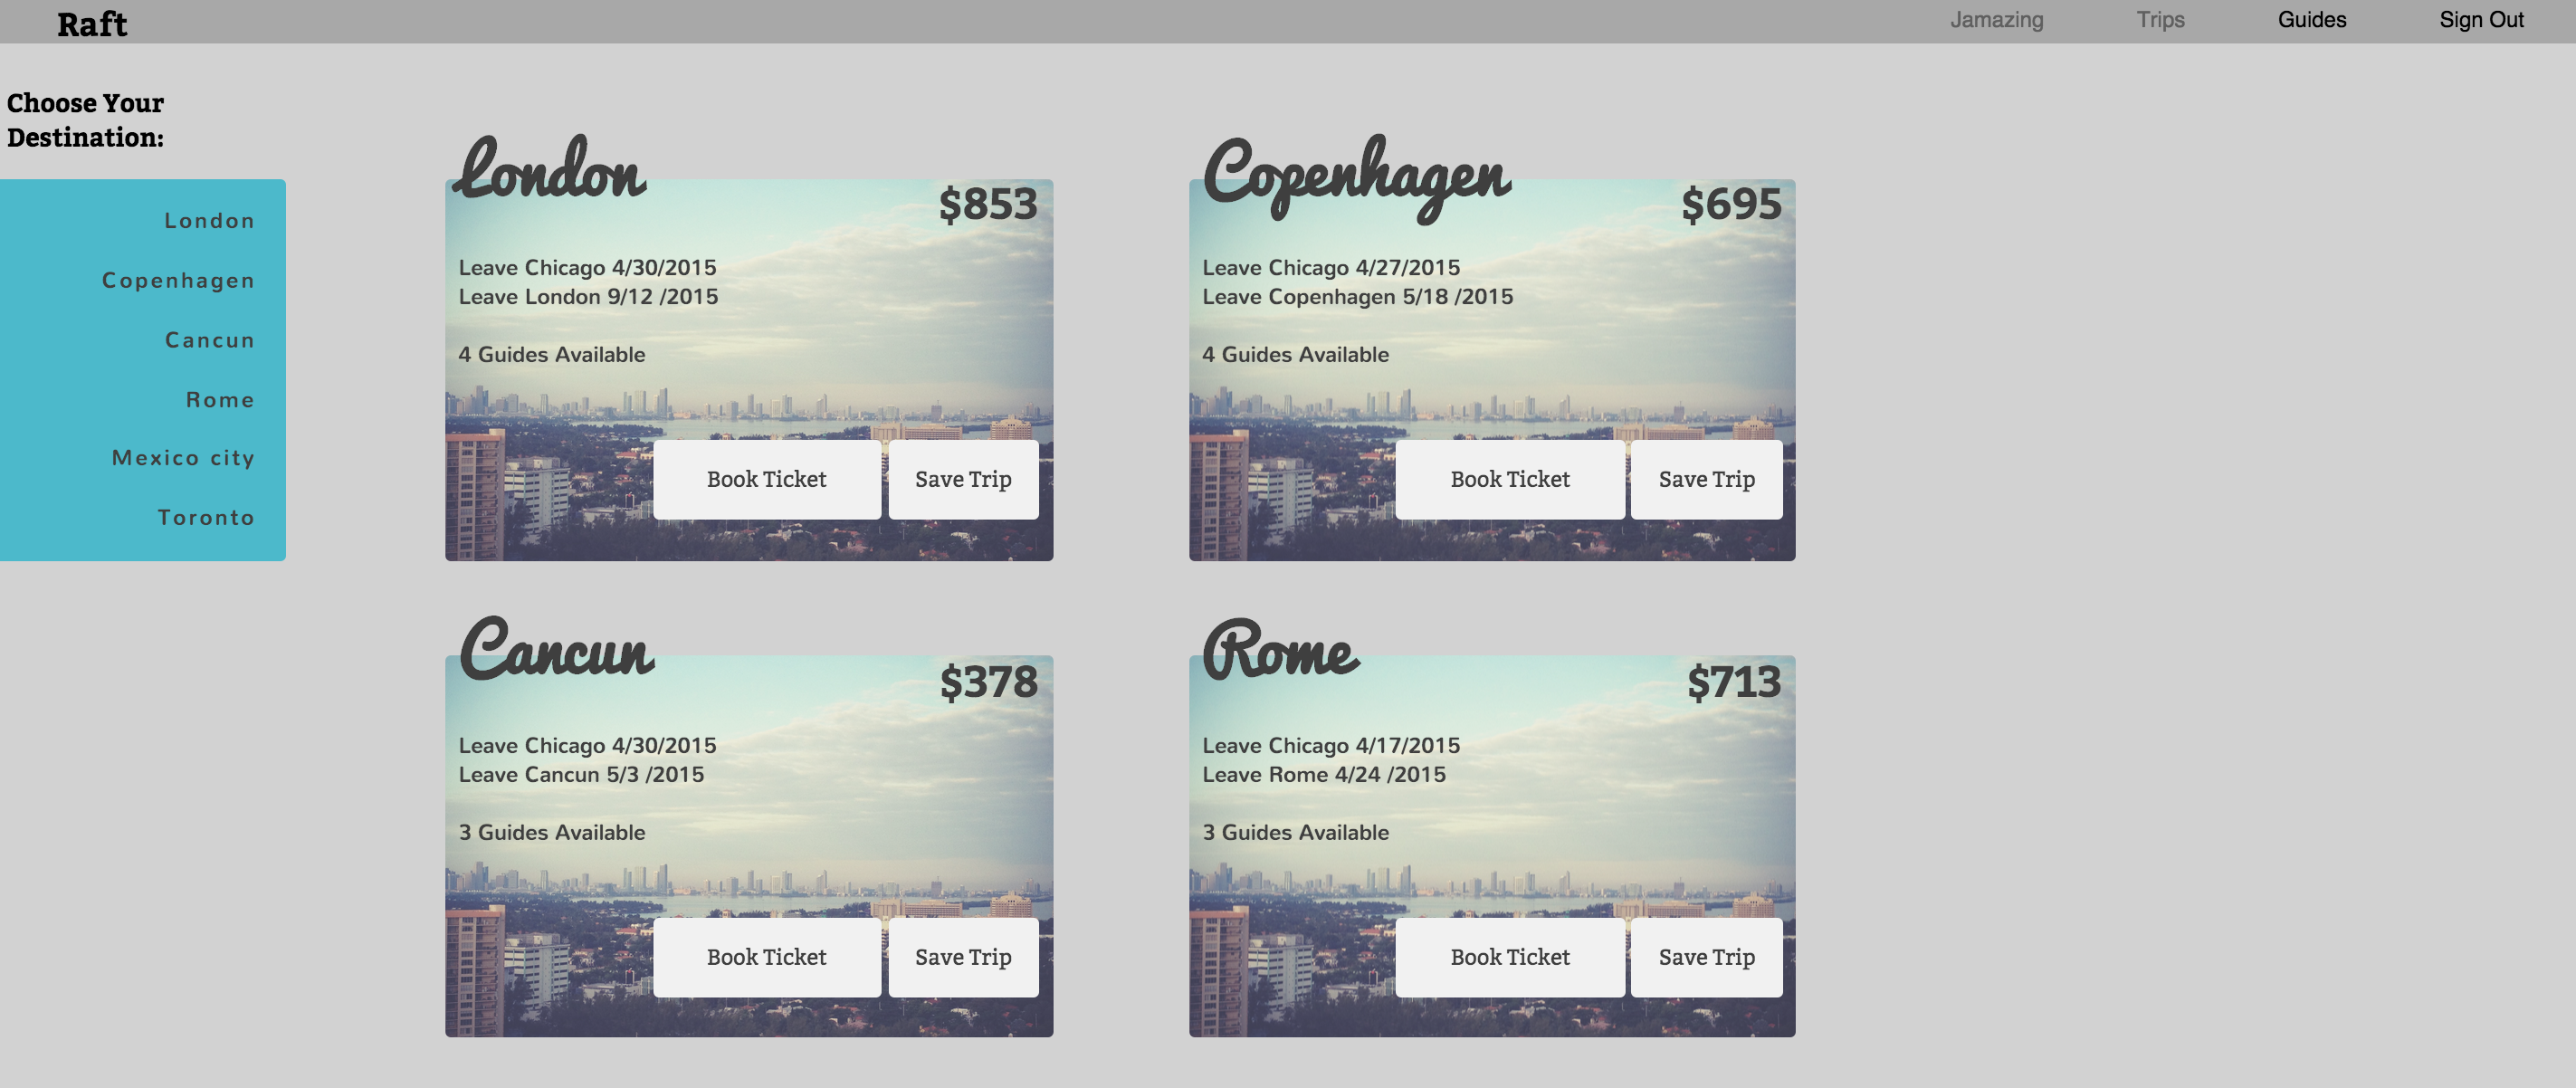 Raft
Jamazing
Trips
Guides
Sign Out
Choose Your
Destination:
London
Copenhagen
Cancun
Rome
Mexico city
Toronto
London
$853
Leave Chicago 4/30/2015
Leave London 9/12 /2015
4 Guides Available
Book Ticket
Save Trip
Copenhagen
$695
Leave Chicago 4/27/2015
Leave Copenhagen 5/18 /2015
4 Guides Available
Book Ticket
Save Trip
Cancun
$378
Leave Chicago 4/30/2015
Leave Cancun 5/3 /2015
3 Guides Available
Book Ticket
Save Trip
Rome
$713
Leave Chicago 4/17/2015
Leave Rome 4/24 /2015
3 Guides Available
Book Ticket
Save Trip